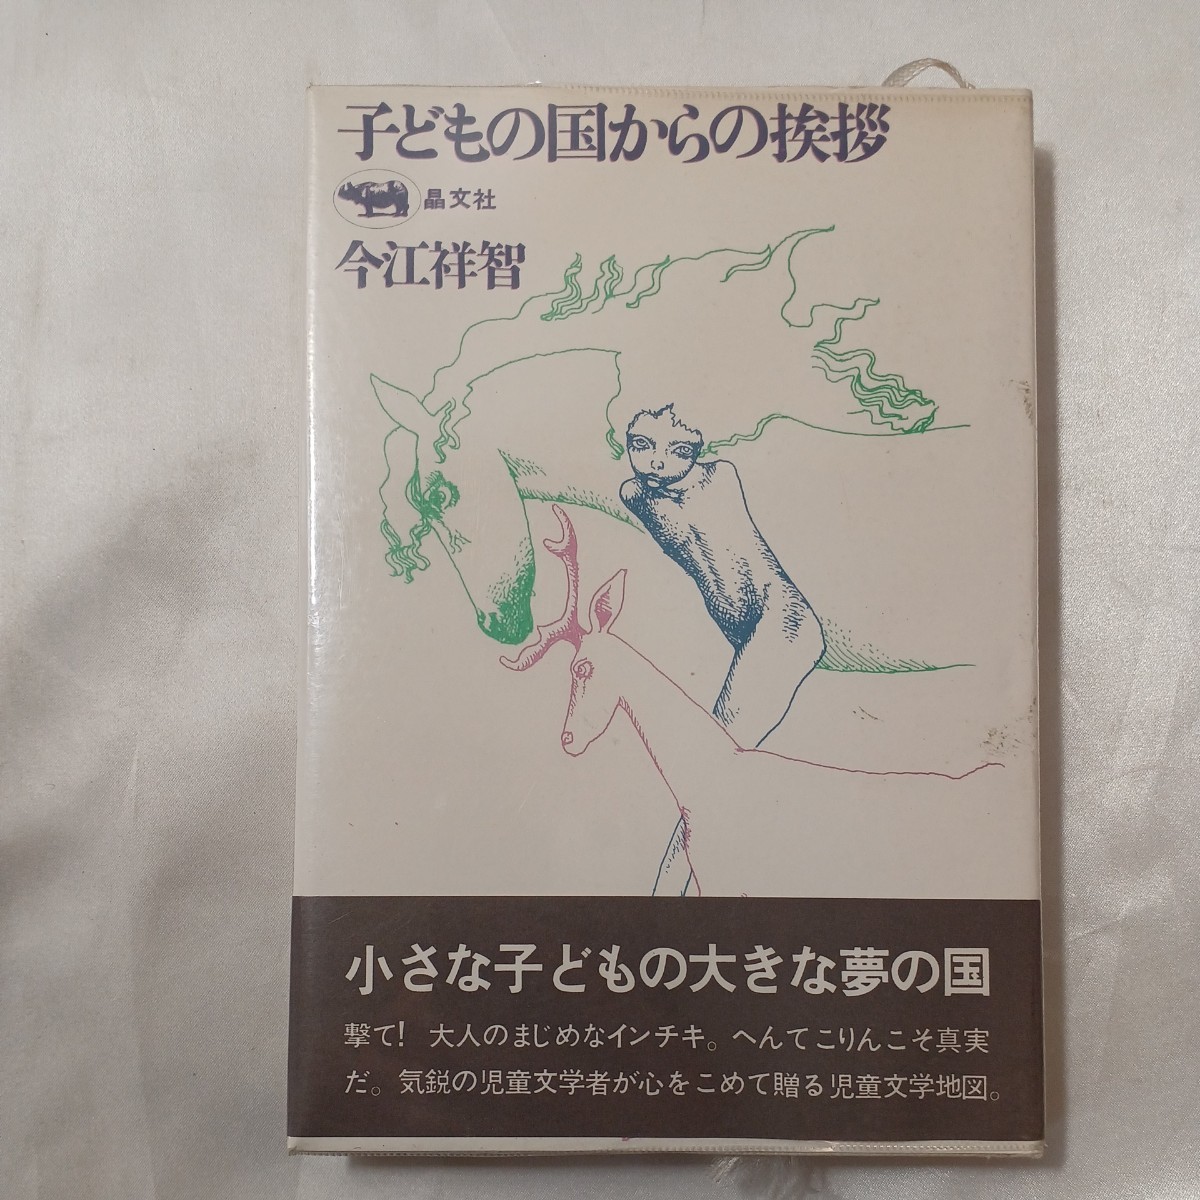 子どもの国からの挨拶
晶文社
今江祥智
小さな子どもの大きな夢の国
撃て! 大人のまじめなインチキ。へんてこりんこそ真実
だ。気鋭の児童文学者が心をこめて贈る児童文学地図。